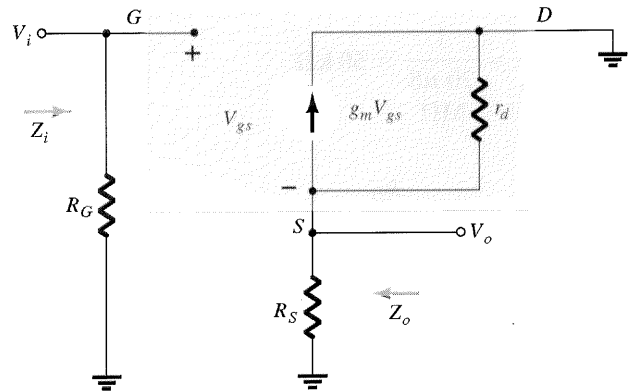 G
D
V_i
+
Z_i
V_gs
g_m V_gs
r_d
−
R_G
S
V_o
R_S
Z_o